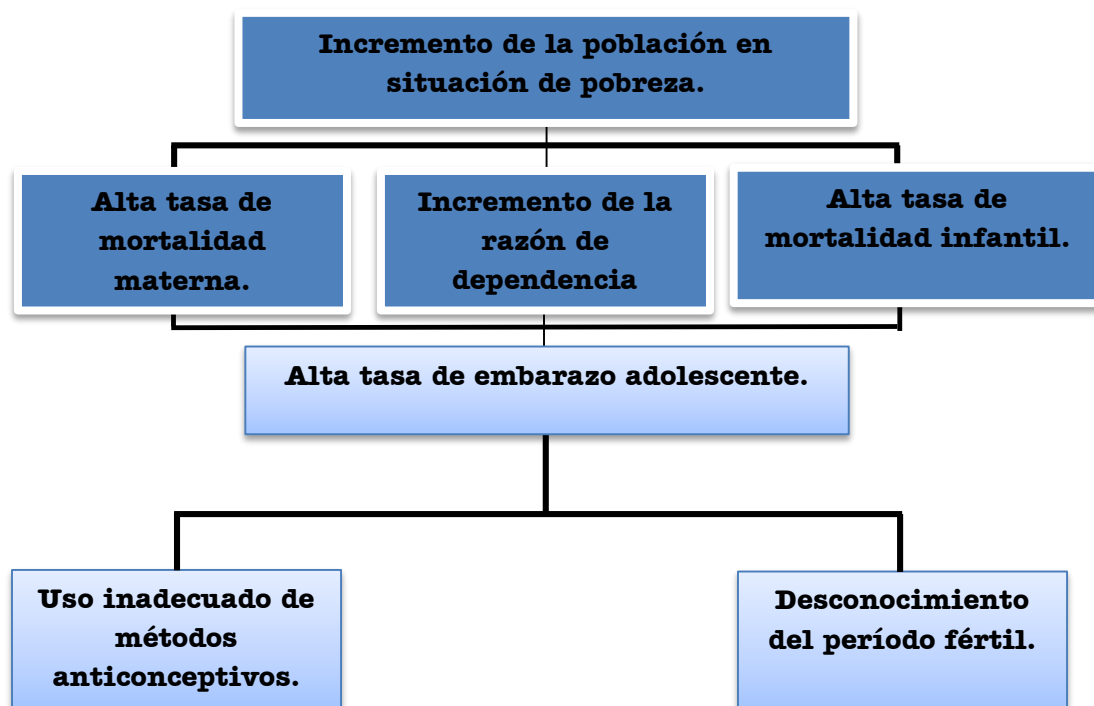 Incremento de la población en
situación de pobreza.
Alta tasa de
mortalidad
materna.
Incremento de la
razón de
dependencia
Alta tasa de
mortalidad infantil.
Alta tasa de embarazo adolescente.
Uso inadecuado de
métodos
anticonceptivos.
Desconocimiento
del período fértil.